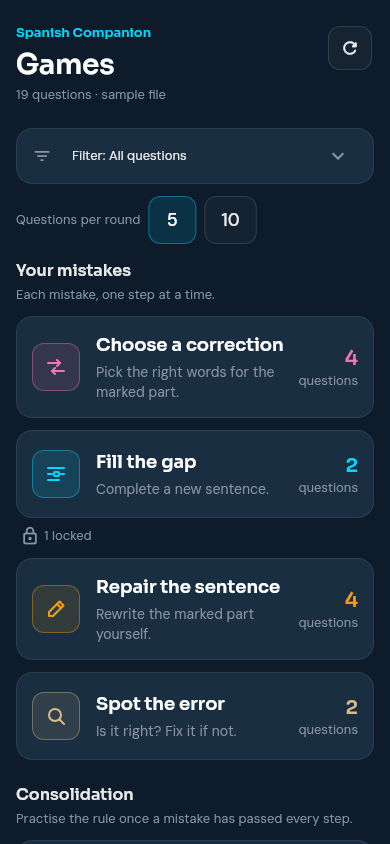 Spanish Companion
Games
19 questions · sample file
Filter: All questions
Questions per round
5
10
Your mistakes
Each mistake, one step at a time.
Choose a correction
Pick the right words for the
marked part.
4
questions
Fill the gap
Complete a new sentence.
2
questions
1 locked
Repair the sentence
Rewrite the marked part
yourself.
4
questions
Spot the error
Is it right? Fix it if not.
2
questions
Consolidation
Practise the rule once a mistake has passed every step.